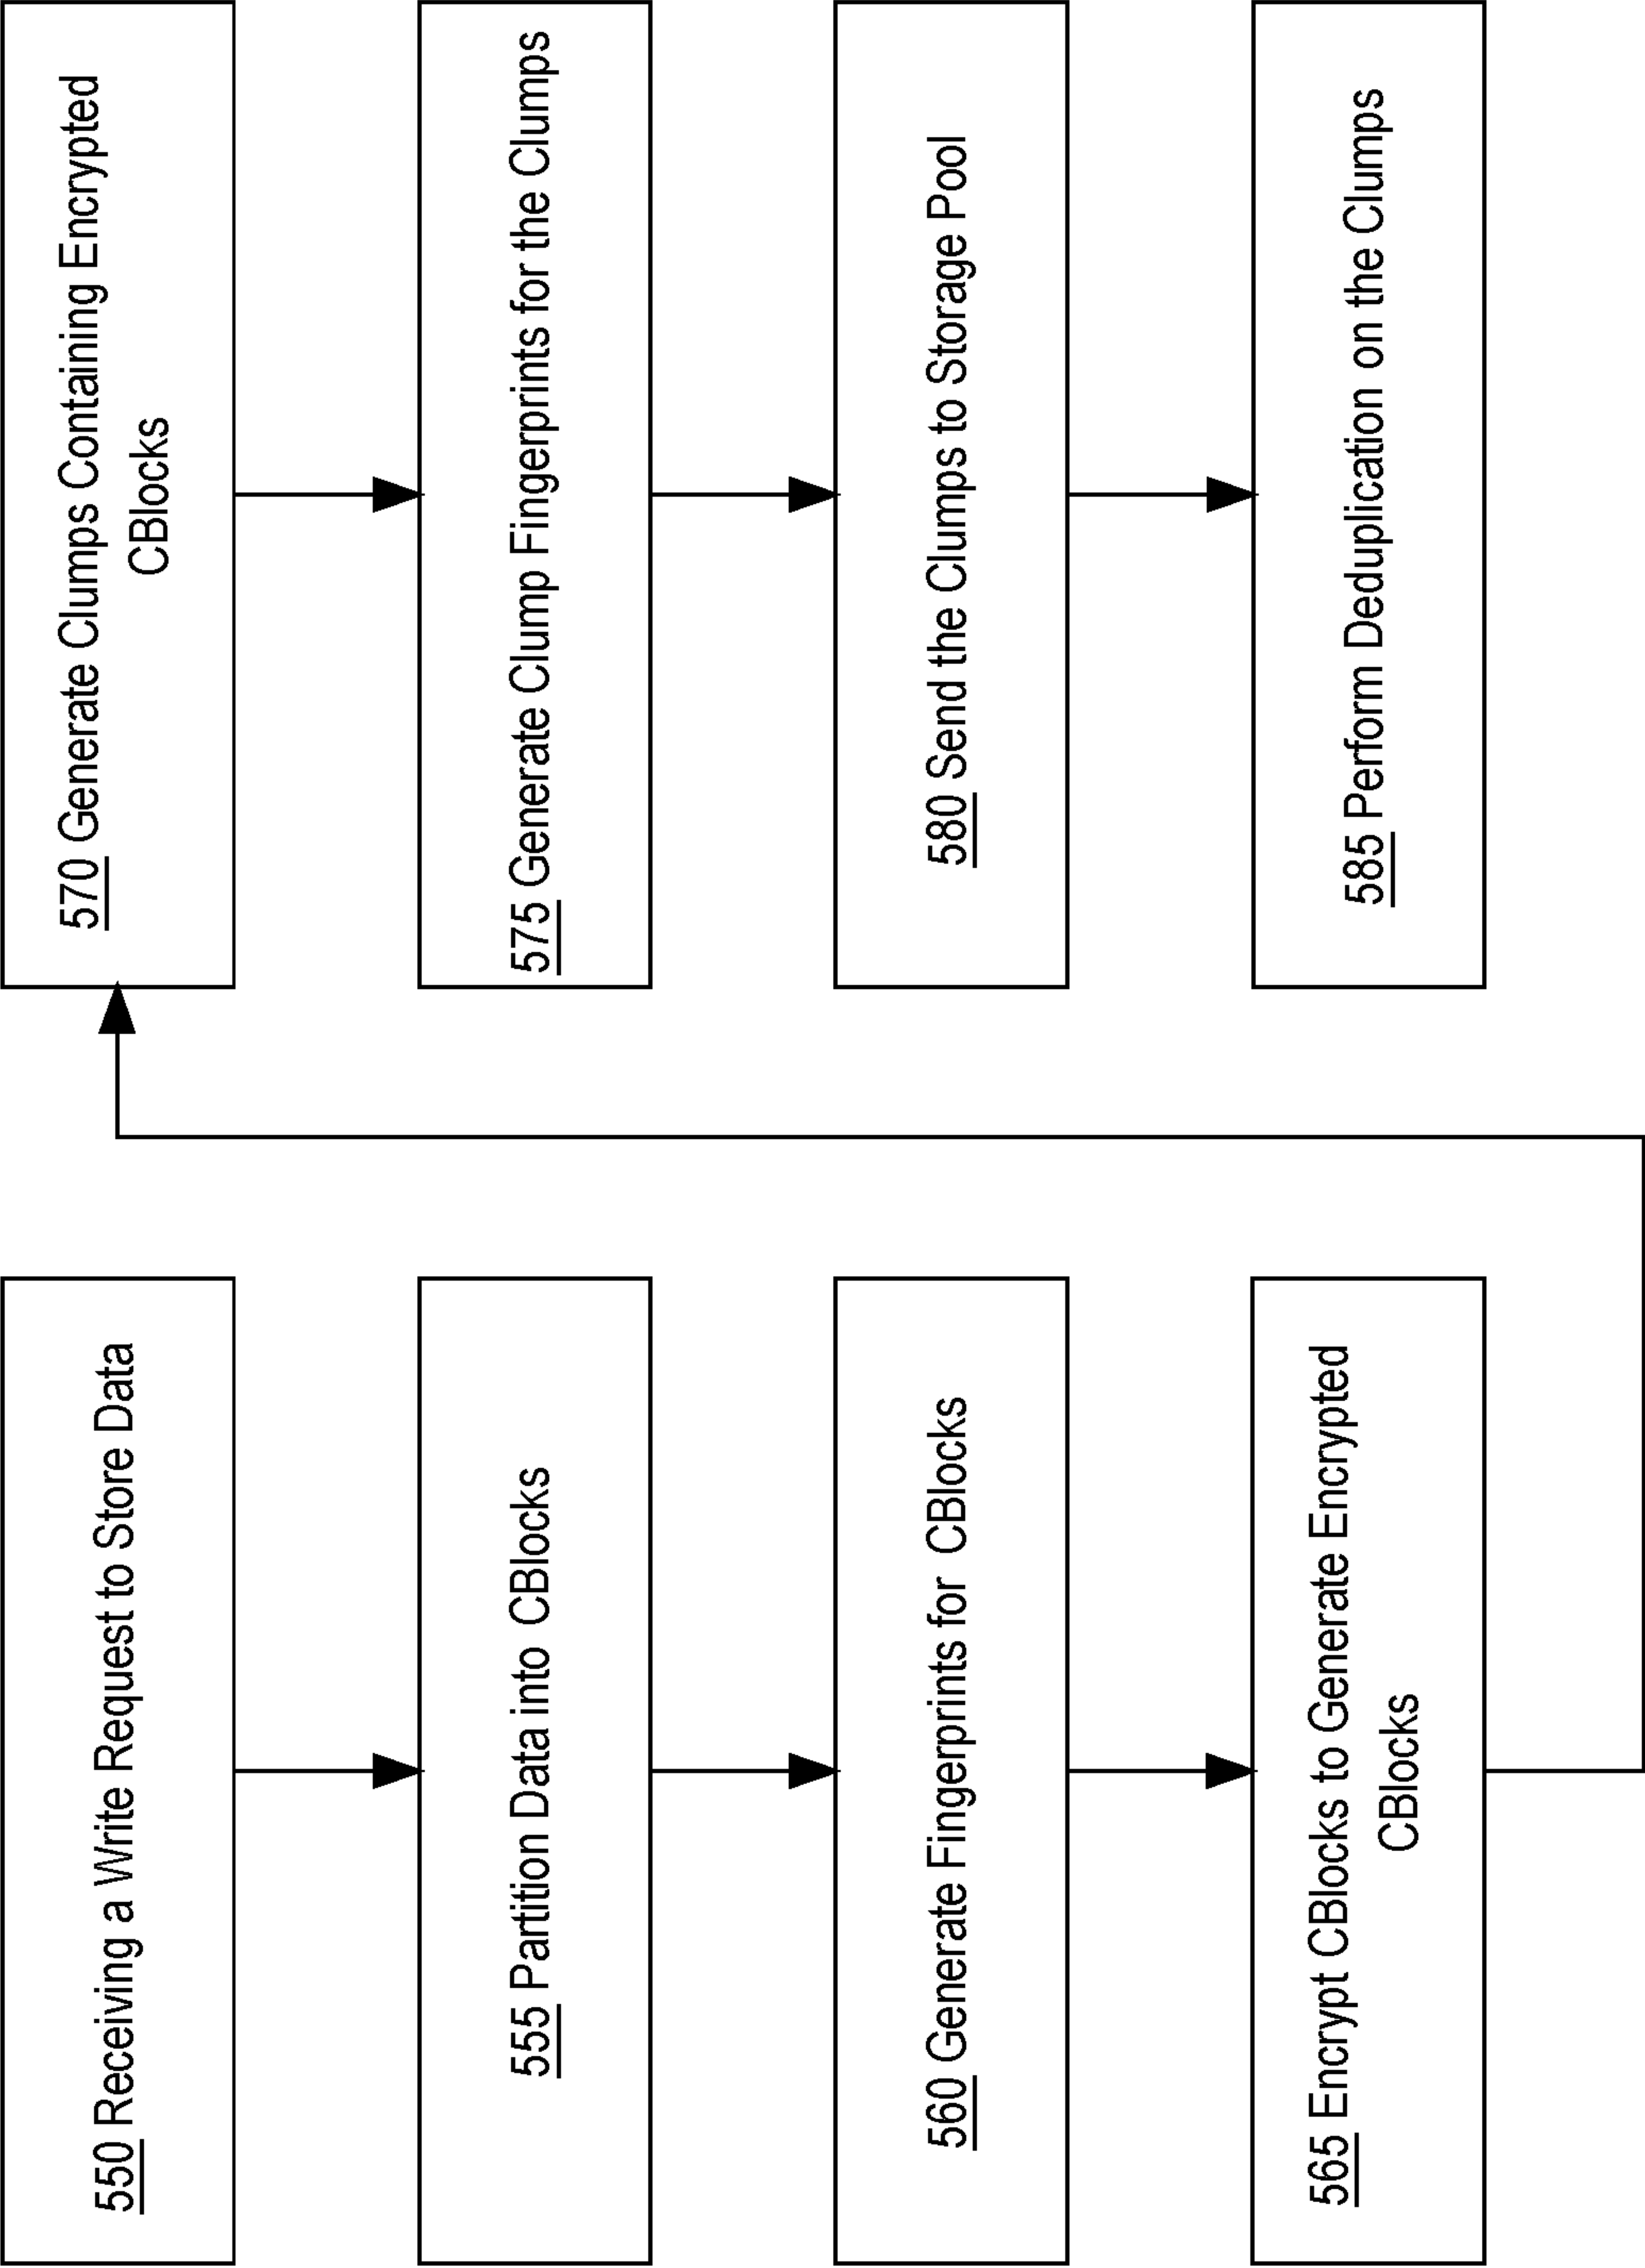 550 Receiving a Write Request to Store Data
555 Partition Data into CBlocks
560 Generate Fingerprints for CBlocks
565 Encrypt CBlocks to Generate Encrypted
CBlocks
570 Generate Clumps Containing Encrypted
CBlocks
575 Generate Clump Fingerprints for the Clumps
580 Send the Clumps to Storage Pool
585 Perform Deduplication on the Clumps